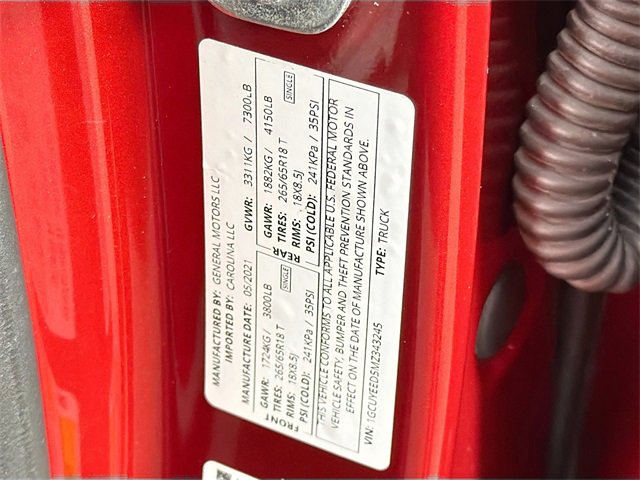 MANUFACTURED BY: GENERAL MOTORS LLC
IMPORTED BY: CAROLINA LLC
MANUFACTURE DATE: 05/2021 GVWR: 3311KG / 7300LB
FRONT
GAWR: 1724KG / 3800LB
TIRES: 265/65R18 T SINGLE
RIMS: 18X8.5J
PSI (COLD): 241KPa / 35PSI
REAR
GAWR: 1882KG / 4150LB
TIRES: 265/65R18 T SINGLE
RIMS: 18X8.5J
PSI (COLD): 241KPa / 35PSI
THIS VEHICLE CONFORMS TO ALL APPLICABLE U.S. FEDERAL MOTOR
VEHICLE SAFETY, BUMPER AND THEFT PREVENTION STANDARDS IN
EFFECT ON THE DATE OF MANUFACTURE SHOWN ABOVE.
VIN: 1GCUYEED5MZ343245 TYPE: TRUCK